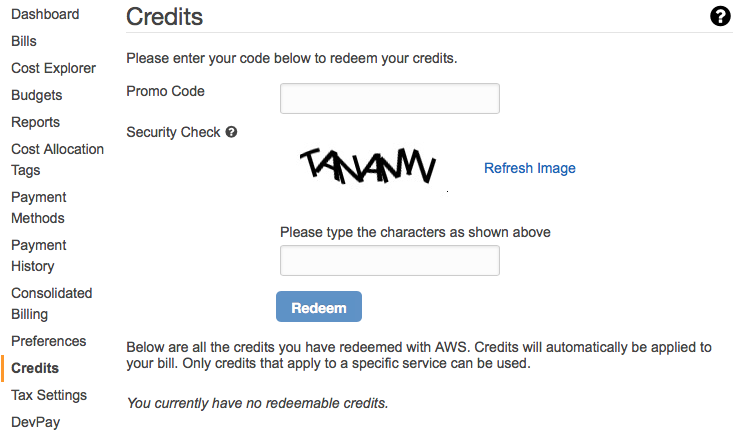 Dashboard
Bills
Cost Explorer
Budgets
Reports
Cost Allocation
Tags
Payment
Methods
Payment
History
Consolidated
Billing
Preferences
Credits
Tax Settings
DevPay
Credits
?
Please enter your code below to redeem your credits.
Promo Code
Security Check ?
Refresh Image
Please type the characters as shown above
Redeem
Below are all the credits you have redeemed with AWS. Credits will automatically be applied to
your bill. Only credits that apply to a specific service can be used.
You currently have no redeemable credits.